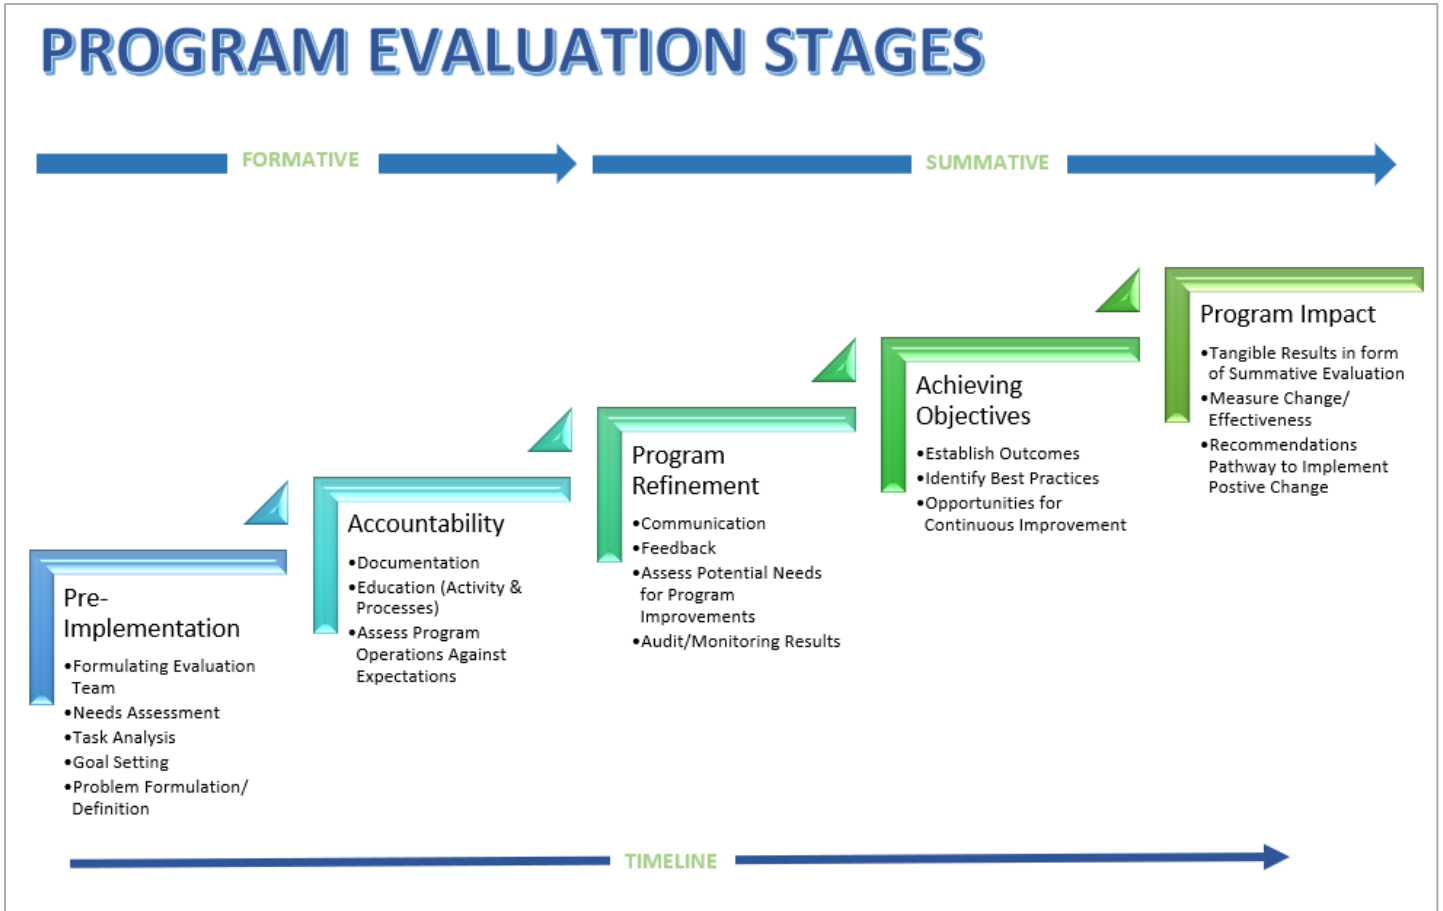 PROGRAM EVALUATION STAGES
FORMATIVE
SUMMATIVE
Pre-
Implementation
•Formulating Evaluation
Team
•Needs Assessment
•Task Analysis
•Goal Setting
•Problem Formulation/
Definition
Accountability
•Documentation
•Education (Activity &
Processes)
•Assess Program
Operations Against
Expectations
Program
Refinement
•Communication
•Feedback
•Assess Potential Needs
for Program
Improvements
•Audit/Monitoring Results
Achieving
Objectives
•Establish Outcomes
•Identify Best Practices
•Opportunities for
Continuous Improvement
Program Impact
•Tangible Results in form
of Summative Evaluation
•Measure Change/
Effectiveness
•Recommendations
Pathway to Implement
Postive Change
TIMELINE